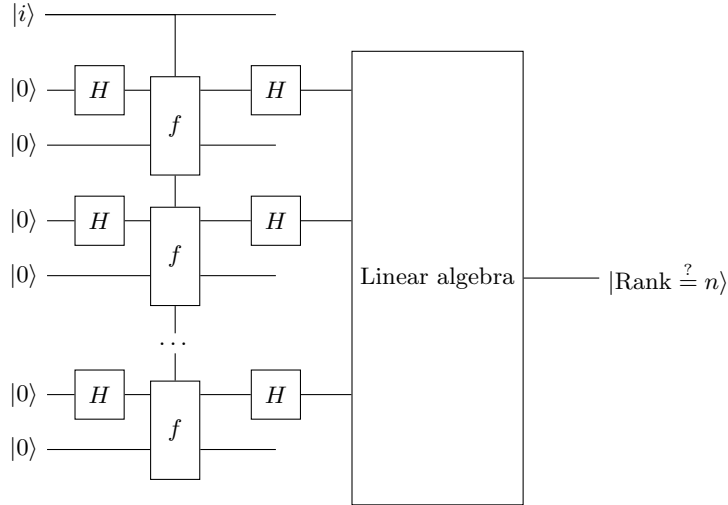 |i⟩
|0⟩ H H
f
|0⟩
|0⟩ H H
f
|0⟩
Linear algebra |Rank ≟ n⟩
...
|0⟩ H H
f
|0⟩